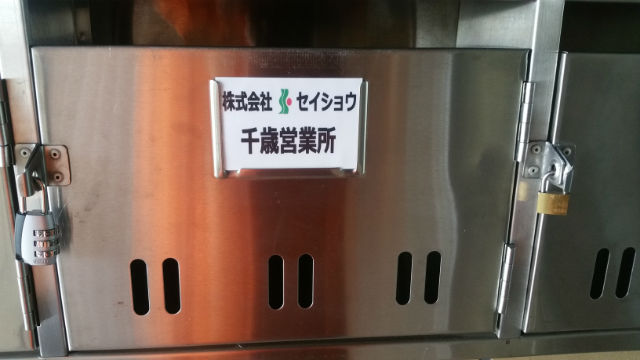 株式会社 セイショウ
千歳営業所